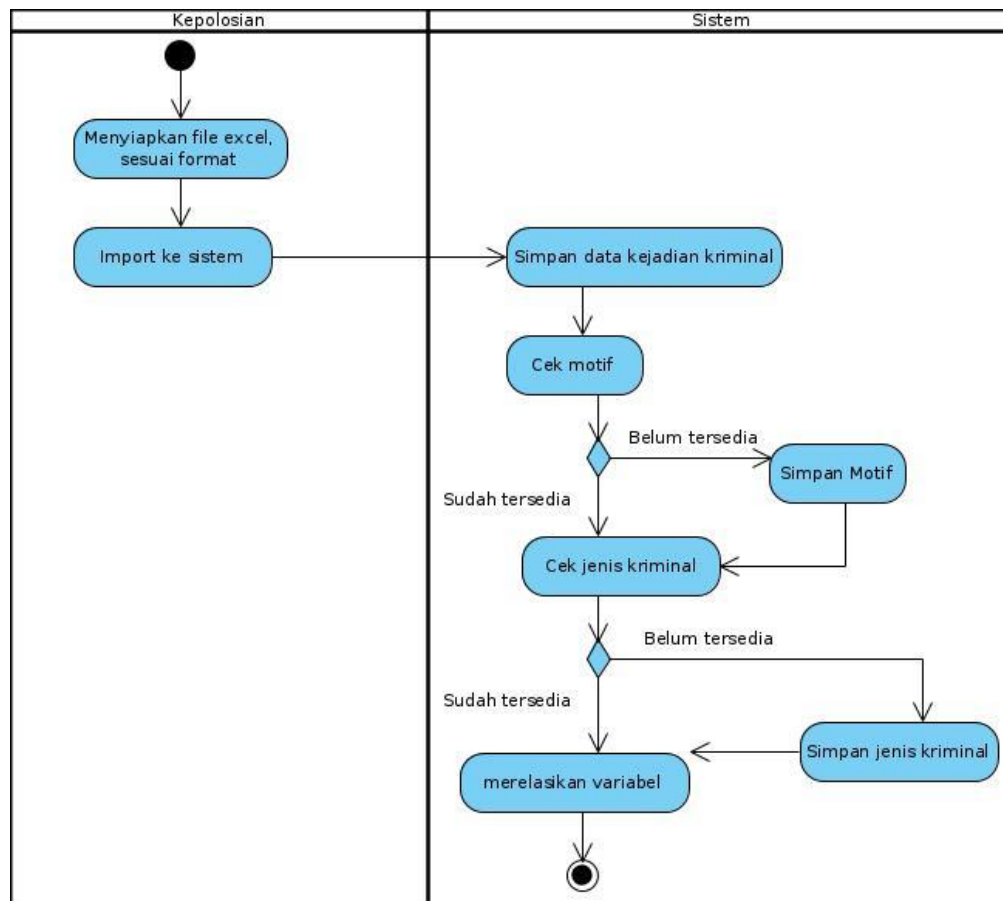 Kepolosian
Sistem
Menyiapkan file excel,
sesuai format
Import ke sistem
Simpan data kejadian kriminal
Cek motif
Belum tersedia
Simpan Motif
Sudah tersedia
Cek jenis kriminal
Belum tersedia
Sudah tersedia
Simpan jenis kriminal
merelasikan variabel